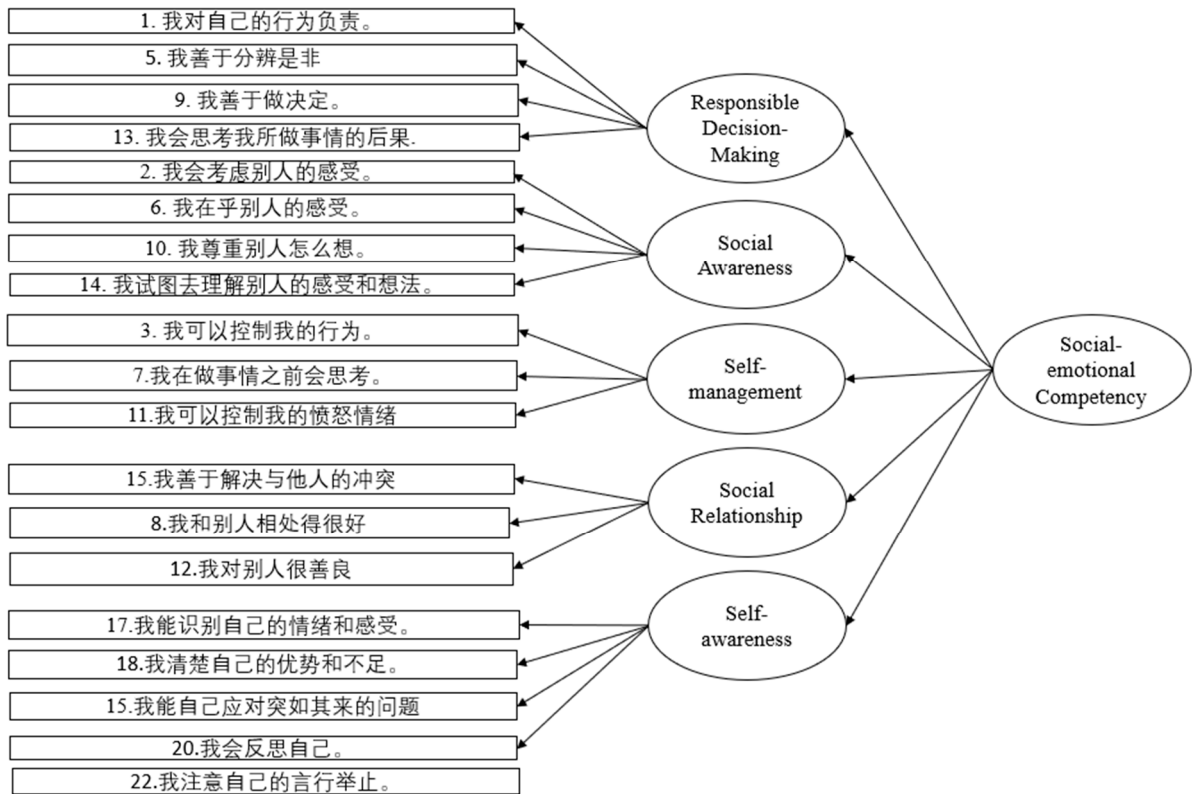 1. 我对自己的行为负责。
5. 我善于分辨是非
9. 我善于做决定。
13. 我会思考我所做事情的后果.
2. 我会考虑别人的感受。
6. 我在乎别人的感受。
10. 我尊重别人怎么想。
14. 我试图去理解别人的感受和想法。
3. 我可以控制我的行为。
7.我在做事情之前会思考。
11.我可以控制我的愤怒情绪
15.我善于解决与他人的冲突
8.我和别人相处得很好
12.我对别人很善良
17.我能识别自己的情绪和感受。
18.我清楚自己的优势和不足。
15.我能自己应对突如其来的问题
20.我会反思自己。
22.我注意自己的言行举止。
Responsible
Decision-
Making
Social
Awareness
Self-
management
Social
Relationship
Self-
awareness
Social-
emotional
Competency